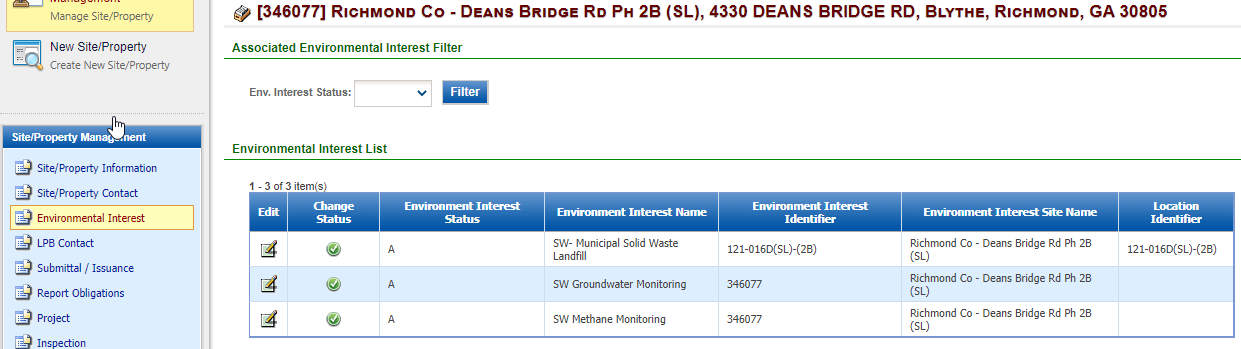 Management
Manage Site/Property
New Site/Property
Create New Site/Property
Site/Property Management
Site/Property Information
Site/Property Contact
Environmental Interest
LPB Contact
Submittal / Issuance
Report Obligations
Project
Inspection
[346077] Richmond Co - Deans Bridge Rd Ph 2B (SL), 4330 DEANS BRIDGE RD, Blythe, Richmond, GA 30805
Associated Environmental Interest Filter
Env. Interest Status: Filter
Environmental Interest List
1 - 3 of 3 item(s)
Edit Change Status Environment Interest Status Environment Interest Name Environment Interest Identifier Environment Interest Site Name Location Identifier
A SW- Municipal Solid Waste Landfill 121-016D(SL)-(2B) Richmond Co - Deans Bridge Rd Ph 2B (SL) 121-016D(SL)-(2B)
A SW Groundwater Monitoring 346077 Richmond Co - Deans Bridge Rd Ph 2B (SL)
A SW Methane Monitoring 346077 Richmond Co - Deans Bridge Rd Ph 2B (SL)